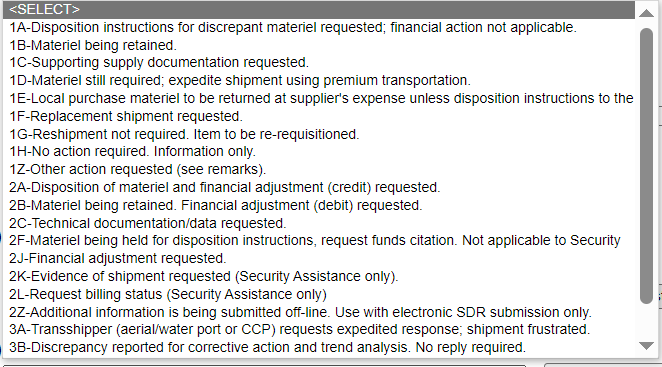 <SELECT>
1A-Disposition instructions for discrepant materiel requested; financial action not applicable.
1B-Materiel being retained.
1C-Supporting supply documentation requested.
1D-Materiel still required; expedite shipment using premium transportation.
1E-Local purchase materiel to be returned at supplier's expense unless disposition instructions to the
1F-Replacement shipment requested.
1G-Reshipment not required. Item to be re-requisitioned.
1H-No action required. Information only.
1Z-Other action requested (see remarks).
2A-Disposition of materiel and financial adjustment (credit) requested.
2B-Materiel being retained. Financial adjustment (debit) requested.
2C-Technical documentation/data requested.
2F-Materiel being held for disposition instructions, request funds citation. Not applicable to Security
2J-Financial adjustment requested.
2K-Evidence of shipment requested (Security Assistance only).
2L-Request billing status (Security Assistance only)
2Z-Additional information is being submitted off-line. Use with electronic SDR submission only.
3A-Transshipper (aerial/water port or CCP) requests expedited response; shipment frustrated.
3B-Discrepancy reported for corrective action and trend analysis. No reply required.